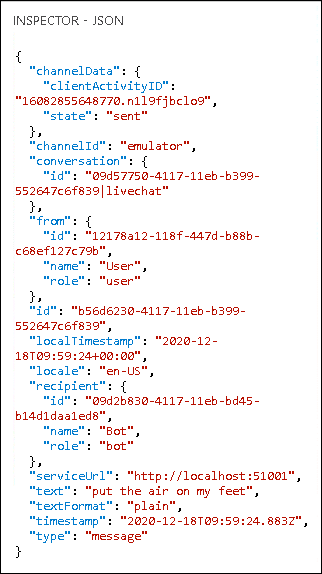 INSPECTOR - JSON
{
"channelData": {
"clientActivityID":
"16082855648770.n1l9fjbclo9",
"state": "sent"
},
"channelId": "emulator",
"conversation": {
"id": "09d57750-4117-11eb-b399-
552647c6f839|livechat"
},
"from": {
"id": "12178a12-118f-447d-b88b-
c68ef127c79b",
"name": "User",
"role": "user"
},
"id": "b56d6230-4117-11eb-b399-
552647c6f839",
"localTimestamp": "2020-12-
18T09:59:24+00:00",
"locale": "en-US",
"recipient": {
"id": "09d2b830-4117-11eb-bd45-
b14d1daa1ed8",
"name": "Bot",
"role": "bot"
},
"serviceUrl": "http://localhost:51001",
"text": "put the air on my feet",
"textFormat": "plain",
"timestamp": "2020-12-18T09:59:24.883Z",
"type": "message"
}